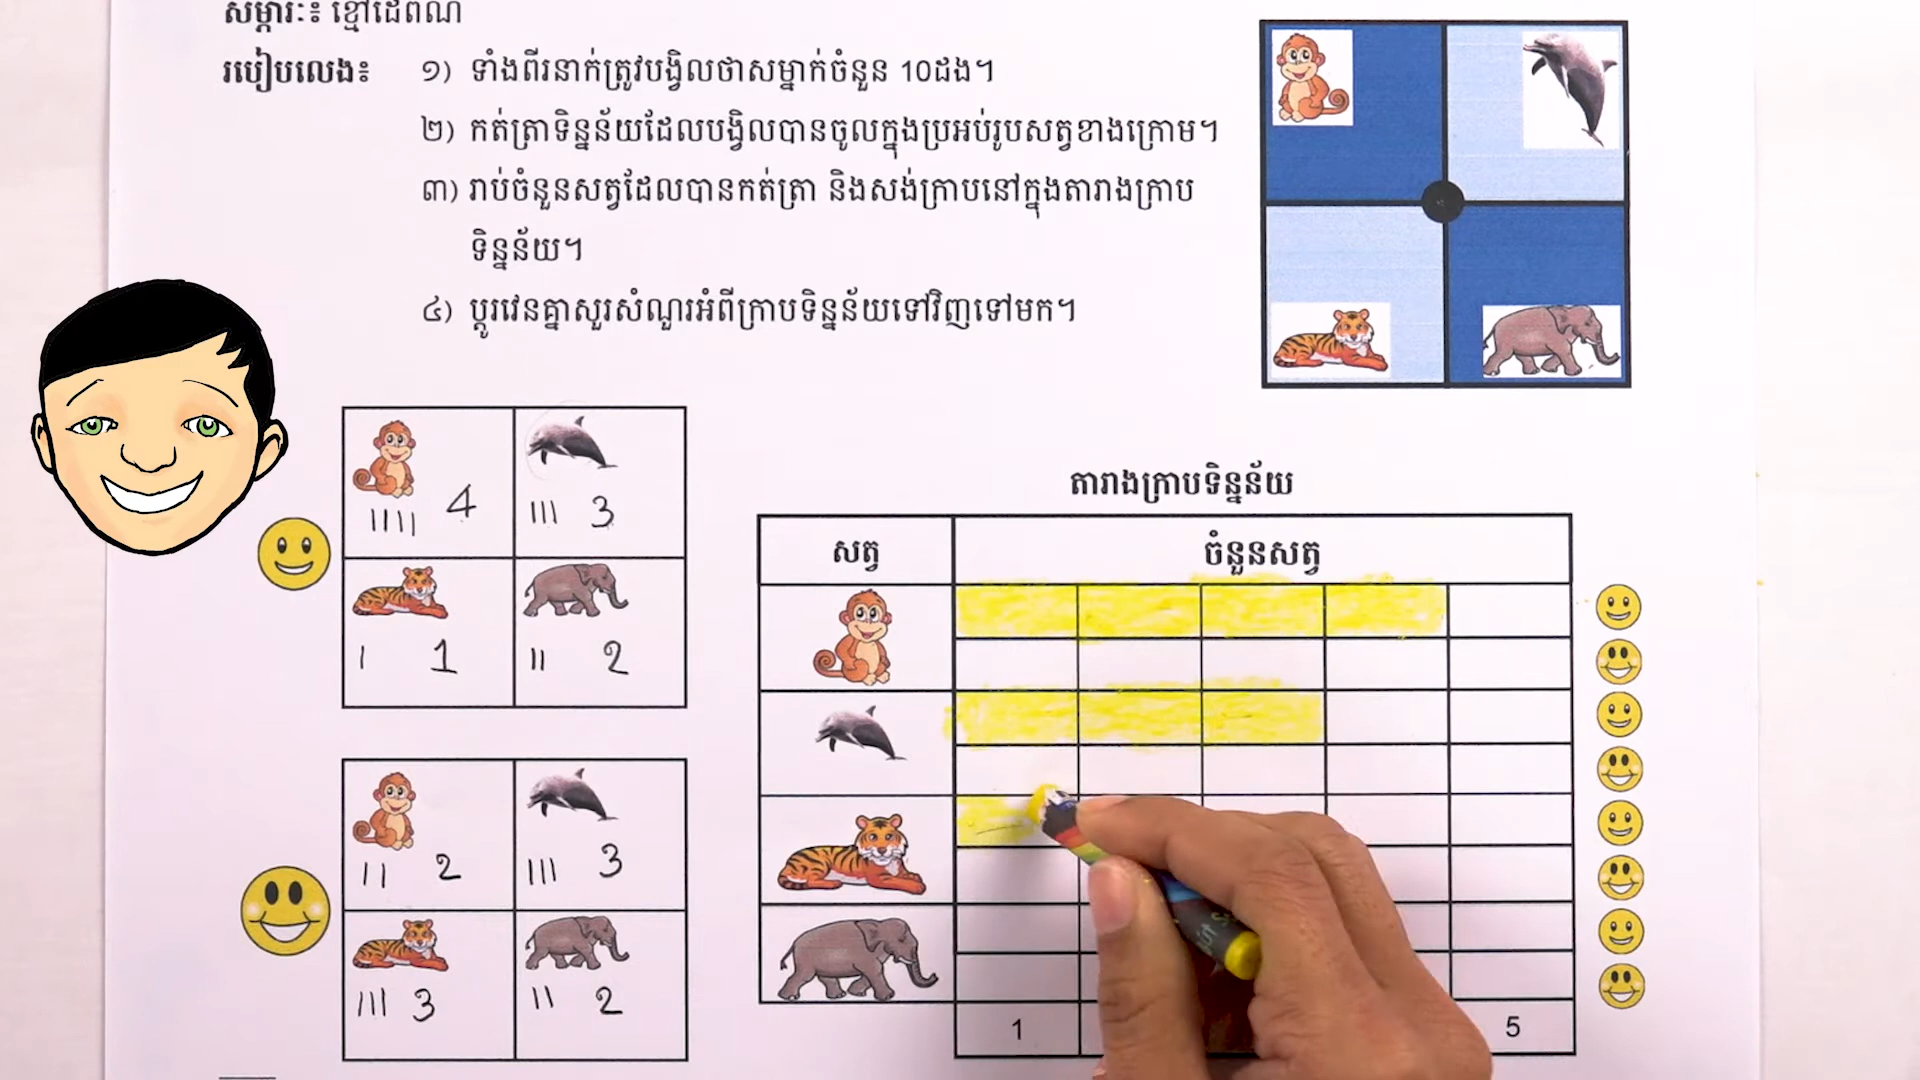 សម្ភារៈ៖ ខ្មៅដៃពណ៌
របៀបលេង៖ ១) ទាំងពីរនាក់ត្រូវបង្វិលថាសម្នាក់ចំនួន 10ដង។
២) កត់ត្រាទិន្នន័យដែលបង្វិលបានចូលក្នុងប្រអប់រូបសត្វខាងក្រោម។
៣) រាប់ចំនួនសត្វដែលបានកត់ត្រា និងសង់ក្រាបនៅក្នុងតារាងក្រាប
ទិន្នន័យ។
៤) ប្តូរវេនគ្នាសួរសំណួរអំពីក្រាបទិន្នន័យទៅវិញទៅមក។
4 3
1 2
2 3
3 2
តារាងក្រាបទិន្នន័យ
សត្វ ចំនួនសត្វ
1 5